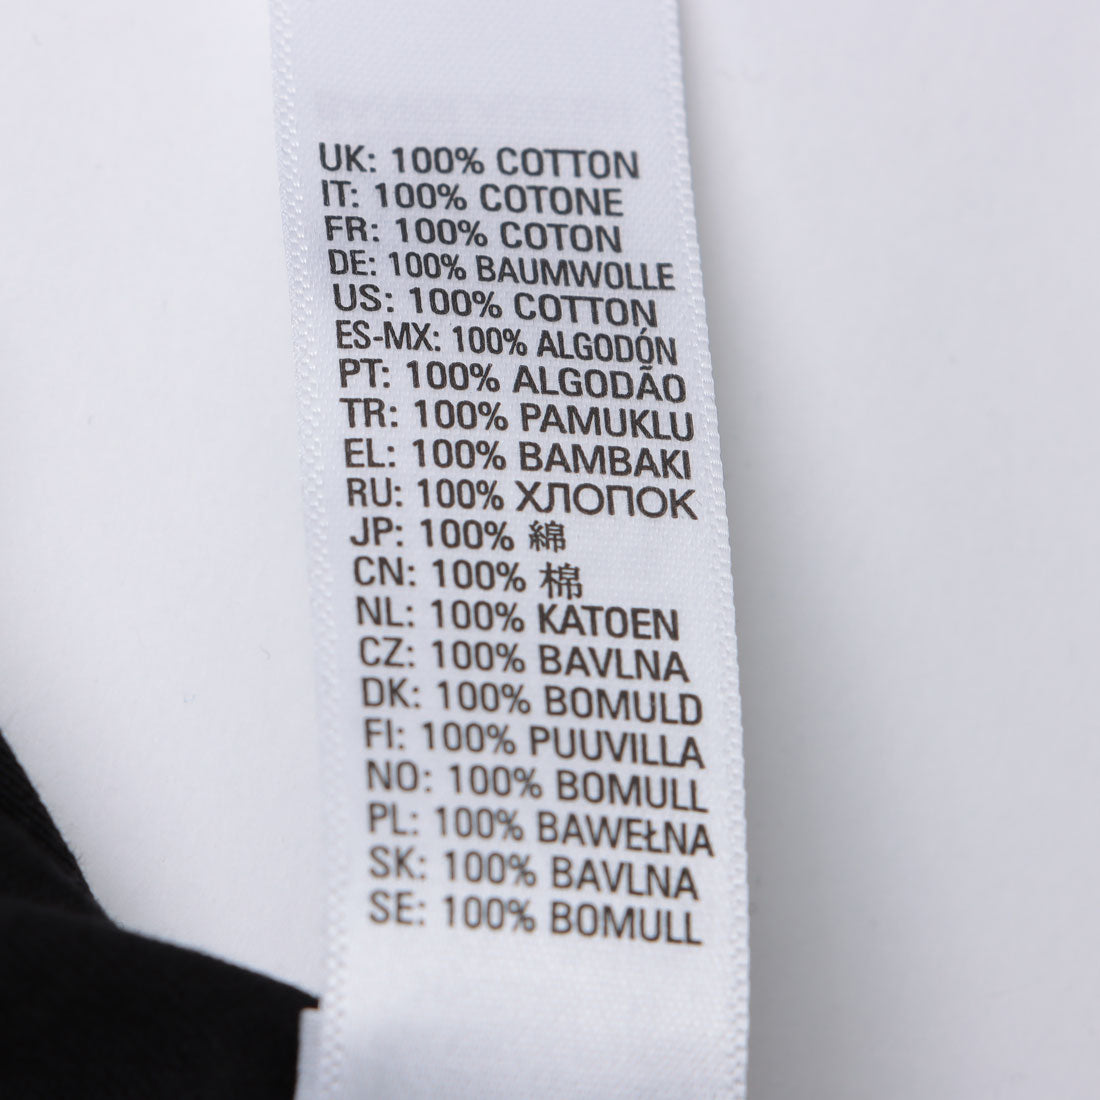 UK: 100% COTTON
IT: 100% COTONE
FR: 100% COTON
DE: 100% BAUMWOLLE
US: 100% COTTON
ES-MX: 100% ALGODÓN
PT: 100% ALGODÃO
TR: 100% PAMUKLU
EL: 100% BAMBAKI
RU: 100% ХЛОПОК
JP: 100% 綿
CN: 100% 棉
NL: 100% KATOEN
CZ: 100% BAVLNA
DK: 100% BOMULD
FI: 100% PUUVILLA
NO: 100% BOMULL
PL: 100% BAWEŁNA
SK: 100% BAVLNA
SE: 100% BOMULL